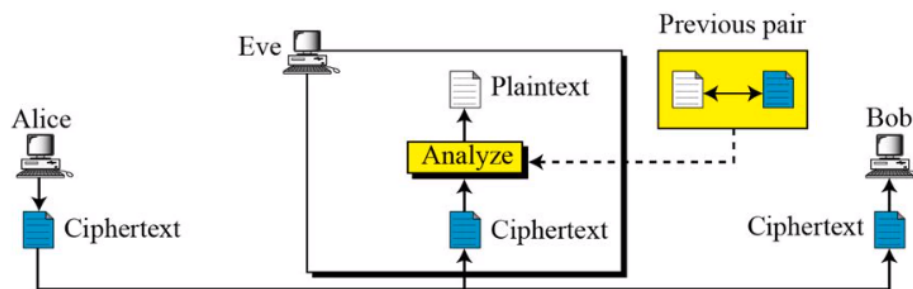 Previous pair
Eve
Plaintext
Alice
Bob
Analyze
Ciphertext
Ciphertext
Ciphertext